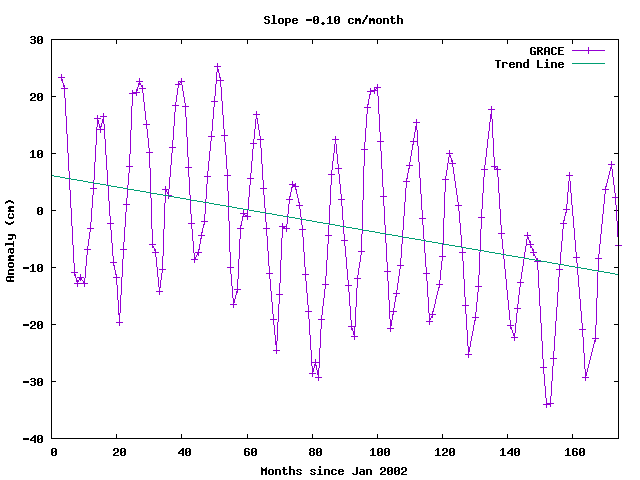 Slope -0.10 cm/month
GRACE
Trend Line
30
20
10
0
-10
-20
-30
-40
Anomaly (cm)
0 20 40 60 80 100 120 140 160
Months since Jan 2002